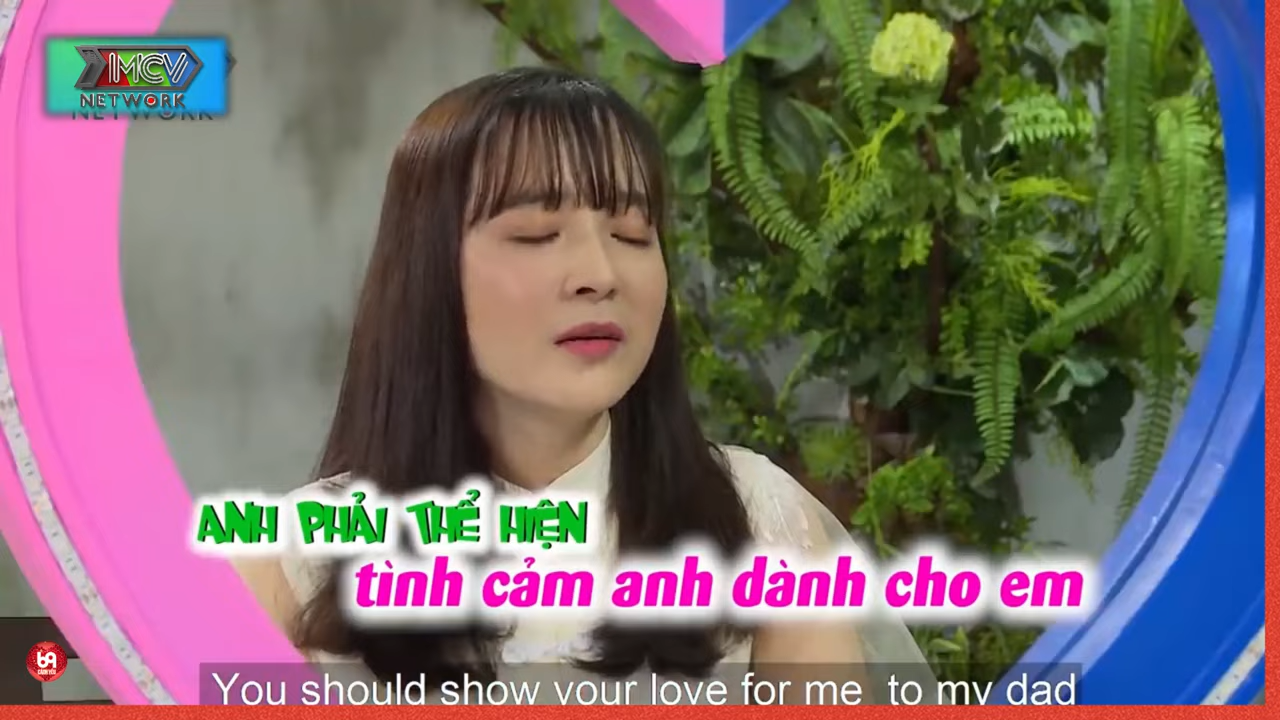 MCV
NETWORK
ANH PHẢI THỂ HIỆN
tình cảm anh dành cho em
You should show your love for me to my dad